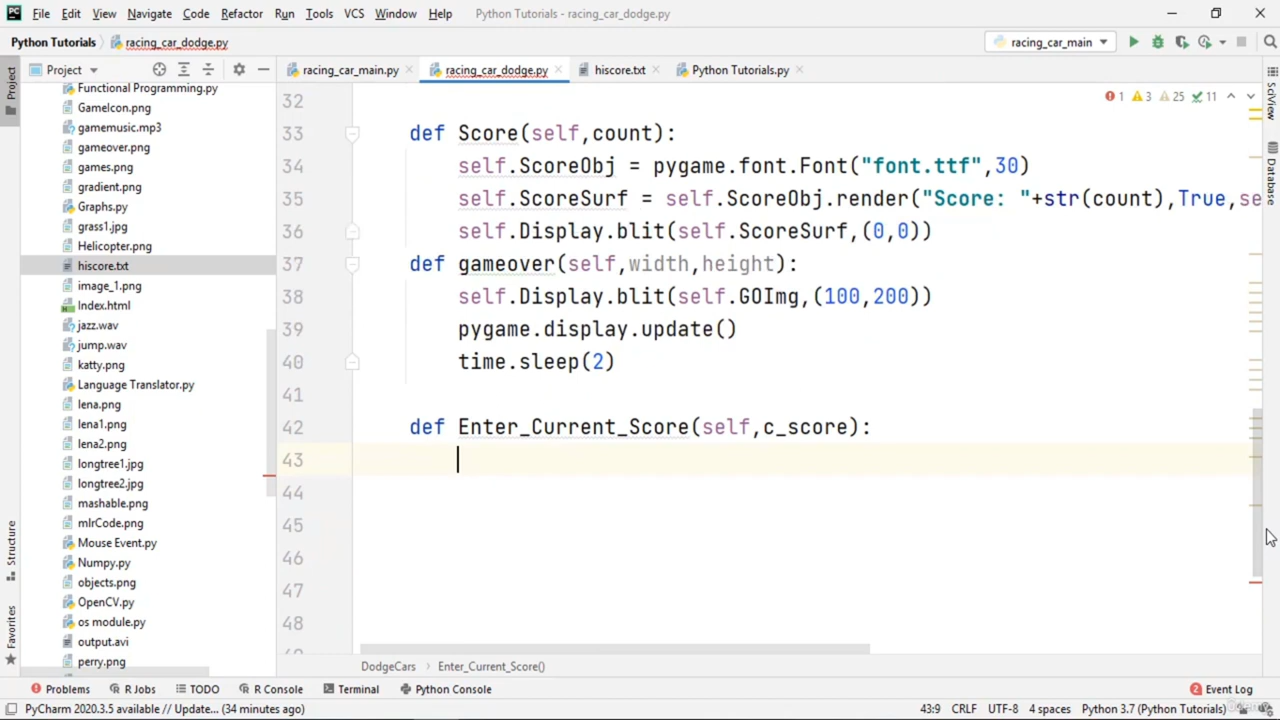 PC File Edit View Navigate Code Refactor Run Tools VCS Window Help Python Tutorials - racing_car_dodge.py
Python Tutorials racing_car_dodge.py racing_car_main
Project racing_car_main.py racing_car_dodge.py hiscore.txt Python Tutorials.py
Project
SciView
Database
Structure
Favorites
Functional Programming.py
GameIcon.png
gamemusic.mp3
gameover.png
games.png
gradient.png
Graphs.py
grass1.jpg
Helicopter.png
hiscore.txt
image_1.png
Index.html
jazz.wav
jump.wav
katty.png
Language Translator.py
lena.png
lena1.png
lena2.png
longtree1.jpg
longtree2.jpg
mashable.png
mlrCode.png
Mouse Event.py
Numpy.py
objects.png
OpenCV.py
os module.py
output.avi
perry.png
1 3 25 11
32
33 def Score(self,count):
34 self.ScoreObj = pygame.font.Font("font.ttf",30)
35 self.ScoreSurf = self.ScoreObj.render("Score: "+str(count),True,se
36 self.Display.blit(self.ScoreSurf,(0,0))
37 def gameover(self,width,height):
38 self.Display.blit(self.GOImg,(100,200))
39 pygame.display.update()
40 time.sleep(2)
41
42 def Enter_Current_Score(self,c_score):
43
44
45
46
47
48
DodgeCars Enter_Current_Score()
Problems R Jobs TODO R Console Terminal Python Console 2 Event Log
PyCharm 2020.3.5 available // Update... (34 minutes ago) 43:9 CRLF UTF-8 4 spaces Python 3.7 (Python Tutorials)